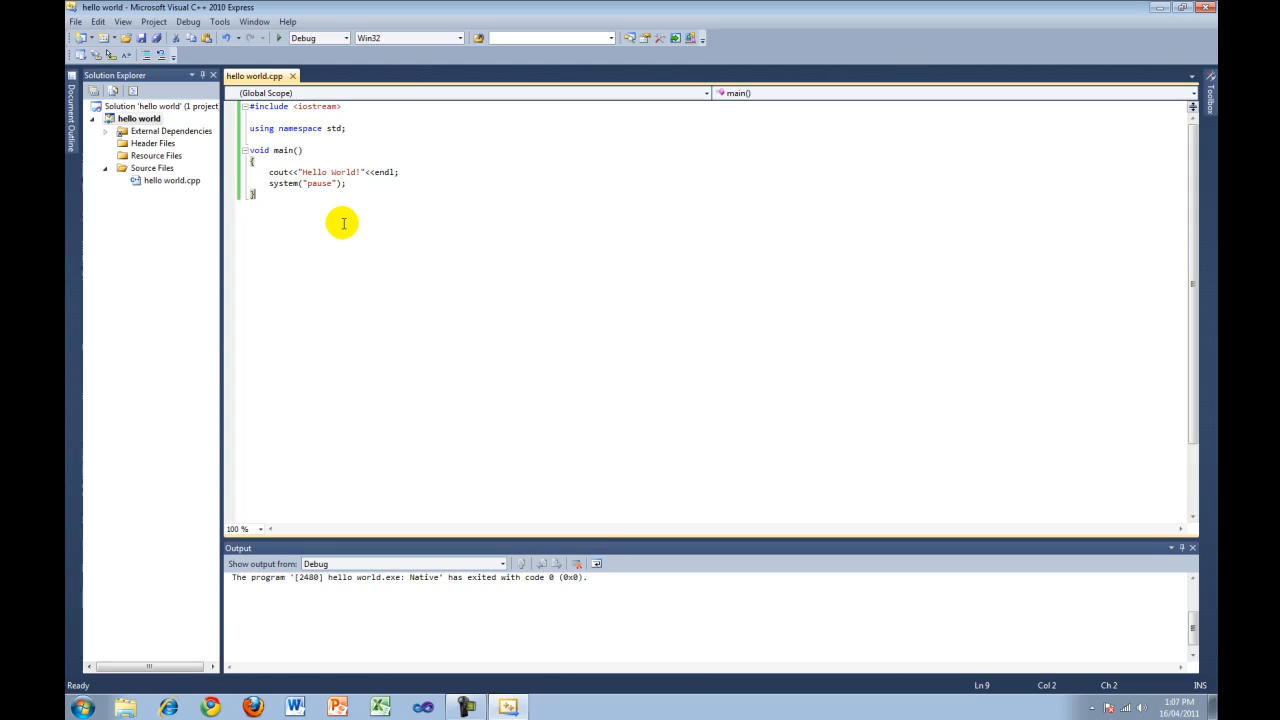 hello world - Microsoft Visual C++ 2010 Express
File Edit View Project Debug Tools Window Help
Debug Win32
Solution Explorer
hello world.cpp
Document Outline
Toolbox
(Global Scope) main()
Solution 'hello world' (1 project
hello world
External Dependencies
Header Files
Resource Files
Source Files
hello world.cpp
#include <iostream>
using namespace std;
void main()
{
cout<<"Hello World!"<<endl;
system("pause");
}
100 %
Output
Show output from: Debug
The program '[2480] hello world.exe: Native' has exited with code 0 (0x0).
Ready Ln 9 Col 2 Ch 2 INS
1:07 PM
16/04/2011